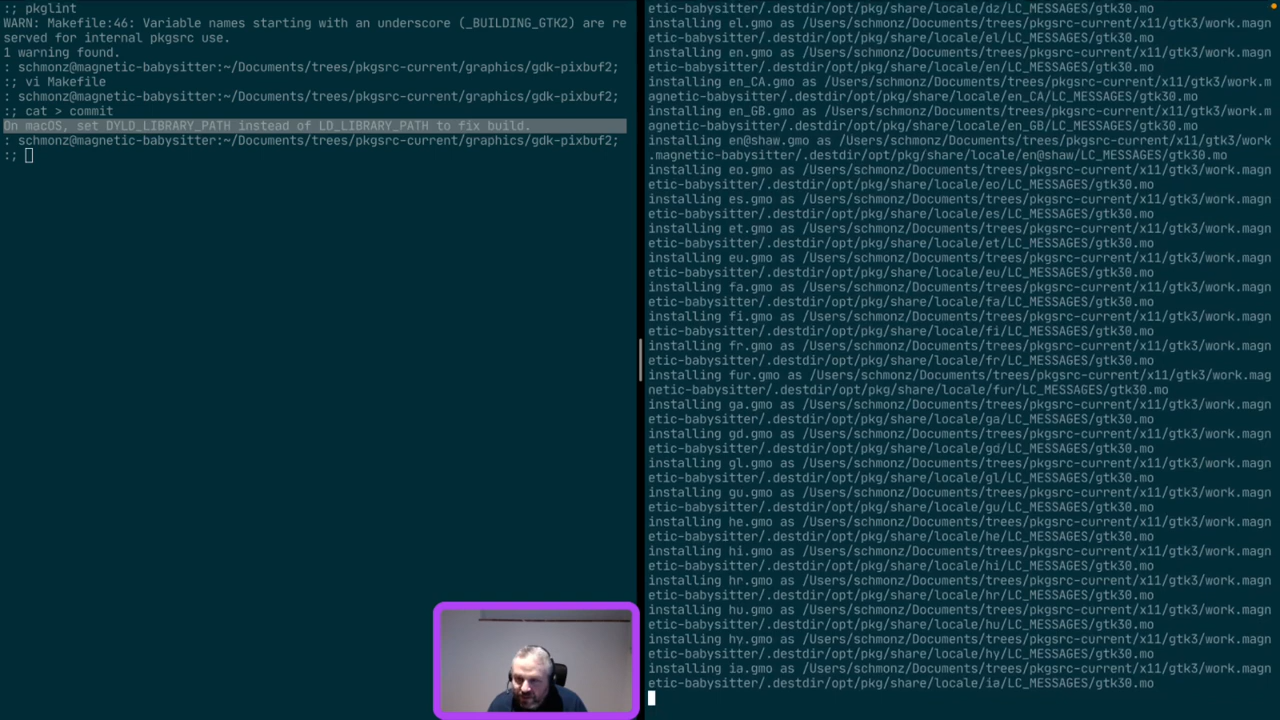 :; pkglint
WARN: Makefile:46: Variable names starting with an underscore (_BUILDING_GTK2) are re
served for internal pkgsrc use.
1 warning found.
: schmonz@magnetic-babysitter:~/Documents/trees/pkgsrc-current/graphics/gdk-pixbuf2;
:; vi Makefile
: schmonz@magnetic-babysitter:~/Documents/trees/pkgsrc-current/graphics/gdk-pixbuf2;
:; cat > commit
On macOS, set DYLD_LIBRARY_PATH instead of LD_LIBRARY_PATH to fix build.
: schmonz@magnetic-babysitter:~/Documents/trees/pkgsrc-current/graphics/gdk-pixbuf2;
:;
etic-babysitter/.destdir/opt/pkg/share/locale/dz/LC_MESSAGES/gtk30.mo
installing el.gmo as /Users/schmonz/Documents/trees/pkgsrc-current/x11/gtk3/work.magn
etic-babysitter/.destdir/opt/pkg/share/locale/el/LC_MESSAGES/gtk30.mo
installing en.gmo as /Users/schmonz/Documents/trees/pkgsrc-current/x11/gtk3/work.magn
etic-babysitter/.destdir/opt/pkg/share/locale/en/LC_MESSAGES/gtk30.mo
installing en_CA.gmo as /Users/schmonz/Documents/trees/pkgsrc-current/x11/gtk3/work.m
agnetic-babysitter/.destdir/opt/pkg/share/locale/en_CA/LC_MESSAGES/gtk30.mo
installing en_GB.gmo as /Users/schmonz/Documents/trees/pkgsrc-current/x11/gtk3/work.m
agnetic-babysitter/.destdir/opt/pkg/share/locale/en_GB/LC_MESSAGES/gtk30.mo
installing en@shaw.gmo as /Users/schmonz/Documents/trees/pkgsrc-current/x11/gtk3/work
.magnetic-babysitter/.destdir/opt/pkg/share/locale/en@shaw/LC_MESSAGES/gtk30.mo
installing eo.gmo as /Users/schmonz/Documents/trees/pkgsrc-current/x11/gtk3/work.magn
etic-babysitter/.destdir/opt/pkg/share/locale/eo/LC_MESSAGES/gtk30.mo
installing es.gmo as /Users/schmonz/Documents/trees/pkgsrc-current/x11/gtk3/work.magn
etic-babysitter/.destdir/opt/pkg/share/locale/es/LC_MESSAGES/gtk30.mo
installing et.gmo as /Users/schmonz/Documents/trees/pkgsrc-current/x11/gtk3/work.magn
etic-babysitter/.destdir/opt/pkg/share/locale/et/LC_MESSAGES/gtk30.mo
installing eu.gmo as /Users/schmonz/Documents/trees/pkgsrc-current/x11/gtk3/work.magn
etic-babysitter/.destdir/opt/pkg/share/locale/eu/LC_MESSAGES/gtk30.mo
installing fa.gmo as /Users/schmonz/Documents/trees/pkgsrc-current/x11/gtk3/work.magn
etic-babysitter/.destdir/opt/pkg/share/locale/fa/LC_MESSAGES/gtk30.mo
installing fi.gmo as /Users/schmonz/Documents/trees/pkgsrc-current/x11/gtk3/work.magn
etic-babysitter/.destdir/opt/pkg/share/locale/fi/LC_MESSAGES/gtk30.mo
installing fr.gmo as /Users/schmonz/Documents/trees/pkgsrc-current/x11/gtk3/work.magn
etic-babysitter/.destdir/opt/pkg/share/locale/fr/LC_MESSAGES/gtk30.mo
installing fur.gmo as /Users/schmonz/Documents/trees/pkgsrc-current/x11/gtk3/work.mag
netic-babysitter/.destdir/opt/pkg/share/locale/fur/LC_MESSAGES/gtk30.mo
installing ga.gmo as /Users/schmonz/Documents/trees/pkgsrc-current/x11/gtk3/work.magn
etic-babysitter/.destdir/opt/pkg/share/locale/ga/LC_MESSAGES/gtk30.mo
installing gd.gmo as /Users/schmonz/Documents/trees/pkgsrc-current/x11/gtk3/work.magn
etic-babysitter/.destdir/opt/pkg/share/locale/gd/LC_MESSAGES/gtk30.mo
installing gl.gmo as /Users/schmonz/Documents/trees/pkgsrc-current/x11/gtk3/work.magn
etic-babysitter/.destdir/opt/pkg/share/locale/gl/LC_MESSAGES/gtk30.mo
installing gu.gmo as /Users/schmonz/Documents/trees/pkgsrc-current/x11/gtk3/work.magn
etic-babysitter/.destdir/opt/pkg/share/locale/gu/LC_MESSAGES/gtk30.mo
installing he.gmo as /Users/schmonz/Documents/trees/pkgsrc-current/x11/gtk3/work.magn
etic-babysitter/.destdir/opt/pkg/share/locale/he/LC_MESSAGES/gtk30.mo
installing hi.gmo as /Users/schmonz/Documents/trees/pkgsrc-current/x11/gtk3/work.magn
etic-babysitter/.destdir/opt/pkg/share/locale/hi/LC_MESSAGES/gtk30.mo
installing hr.gmo as /Users/schmonz/Documents/trees/pkgsrc-current/x11/gtk3/work.magn
etic-babysitter/.destdir/opt/pkg/share/locale/hr/LC_MESSAGES/gtk30.mo
installing hu.gmo as /Users/schmonz/Documents/trees/pkgsrc-current/x11/gtk3/work.magn
etic-babysitter/.destdir/opt/pkg/share/locale/hu/LC_MESSAGES/gtk30.mo
installing hy.gmo as /Users/schmonz/Documents/trees/pkgsrc-current/x11/gtk3/work.magn
etic-babysitter/.destdir/opt/pkg/share/locale/hy/LC_MESSAGES/gtk30.mo
installing ia.gmo as /Users/schmonz/Documents/trees/pkgsrc-current/x11/gtk3/work.magn
etic-babysitter/.destdir/opt/pkg/share/locale/ia/LC_MESSAGES/gtk30.mo